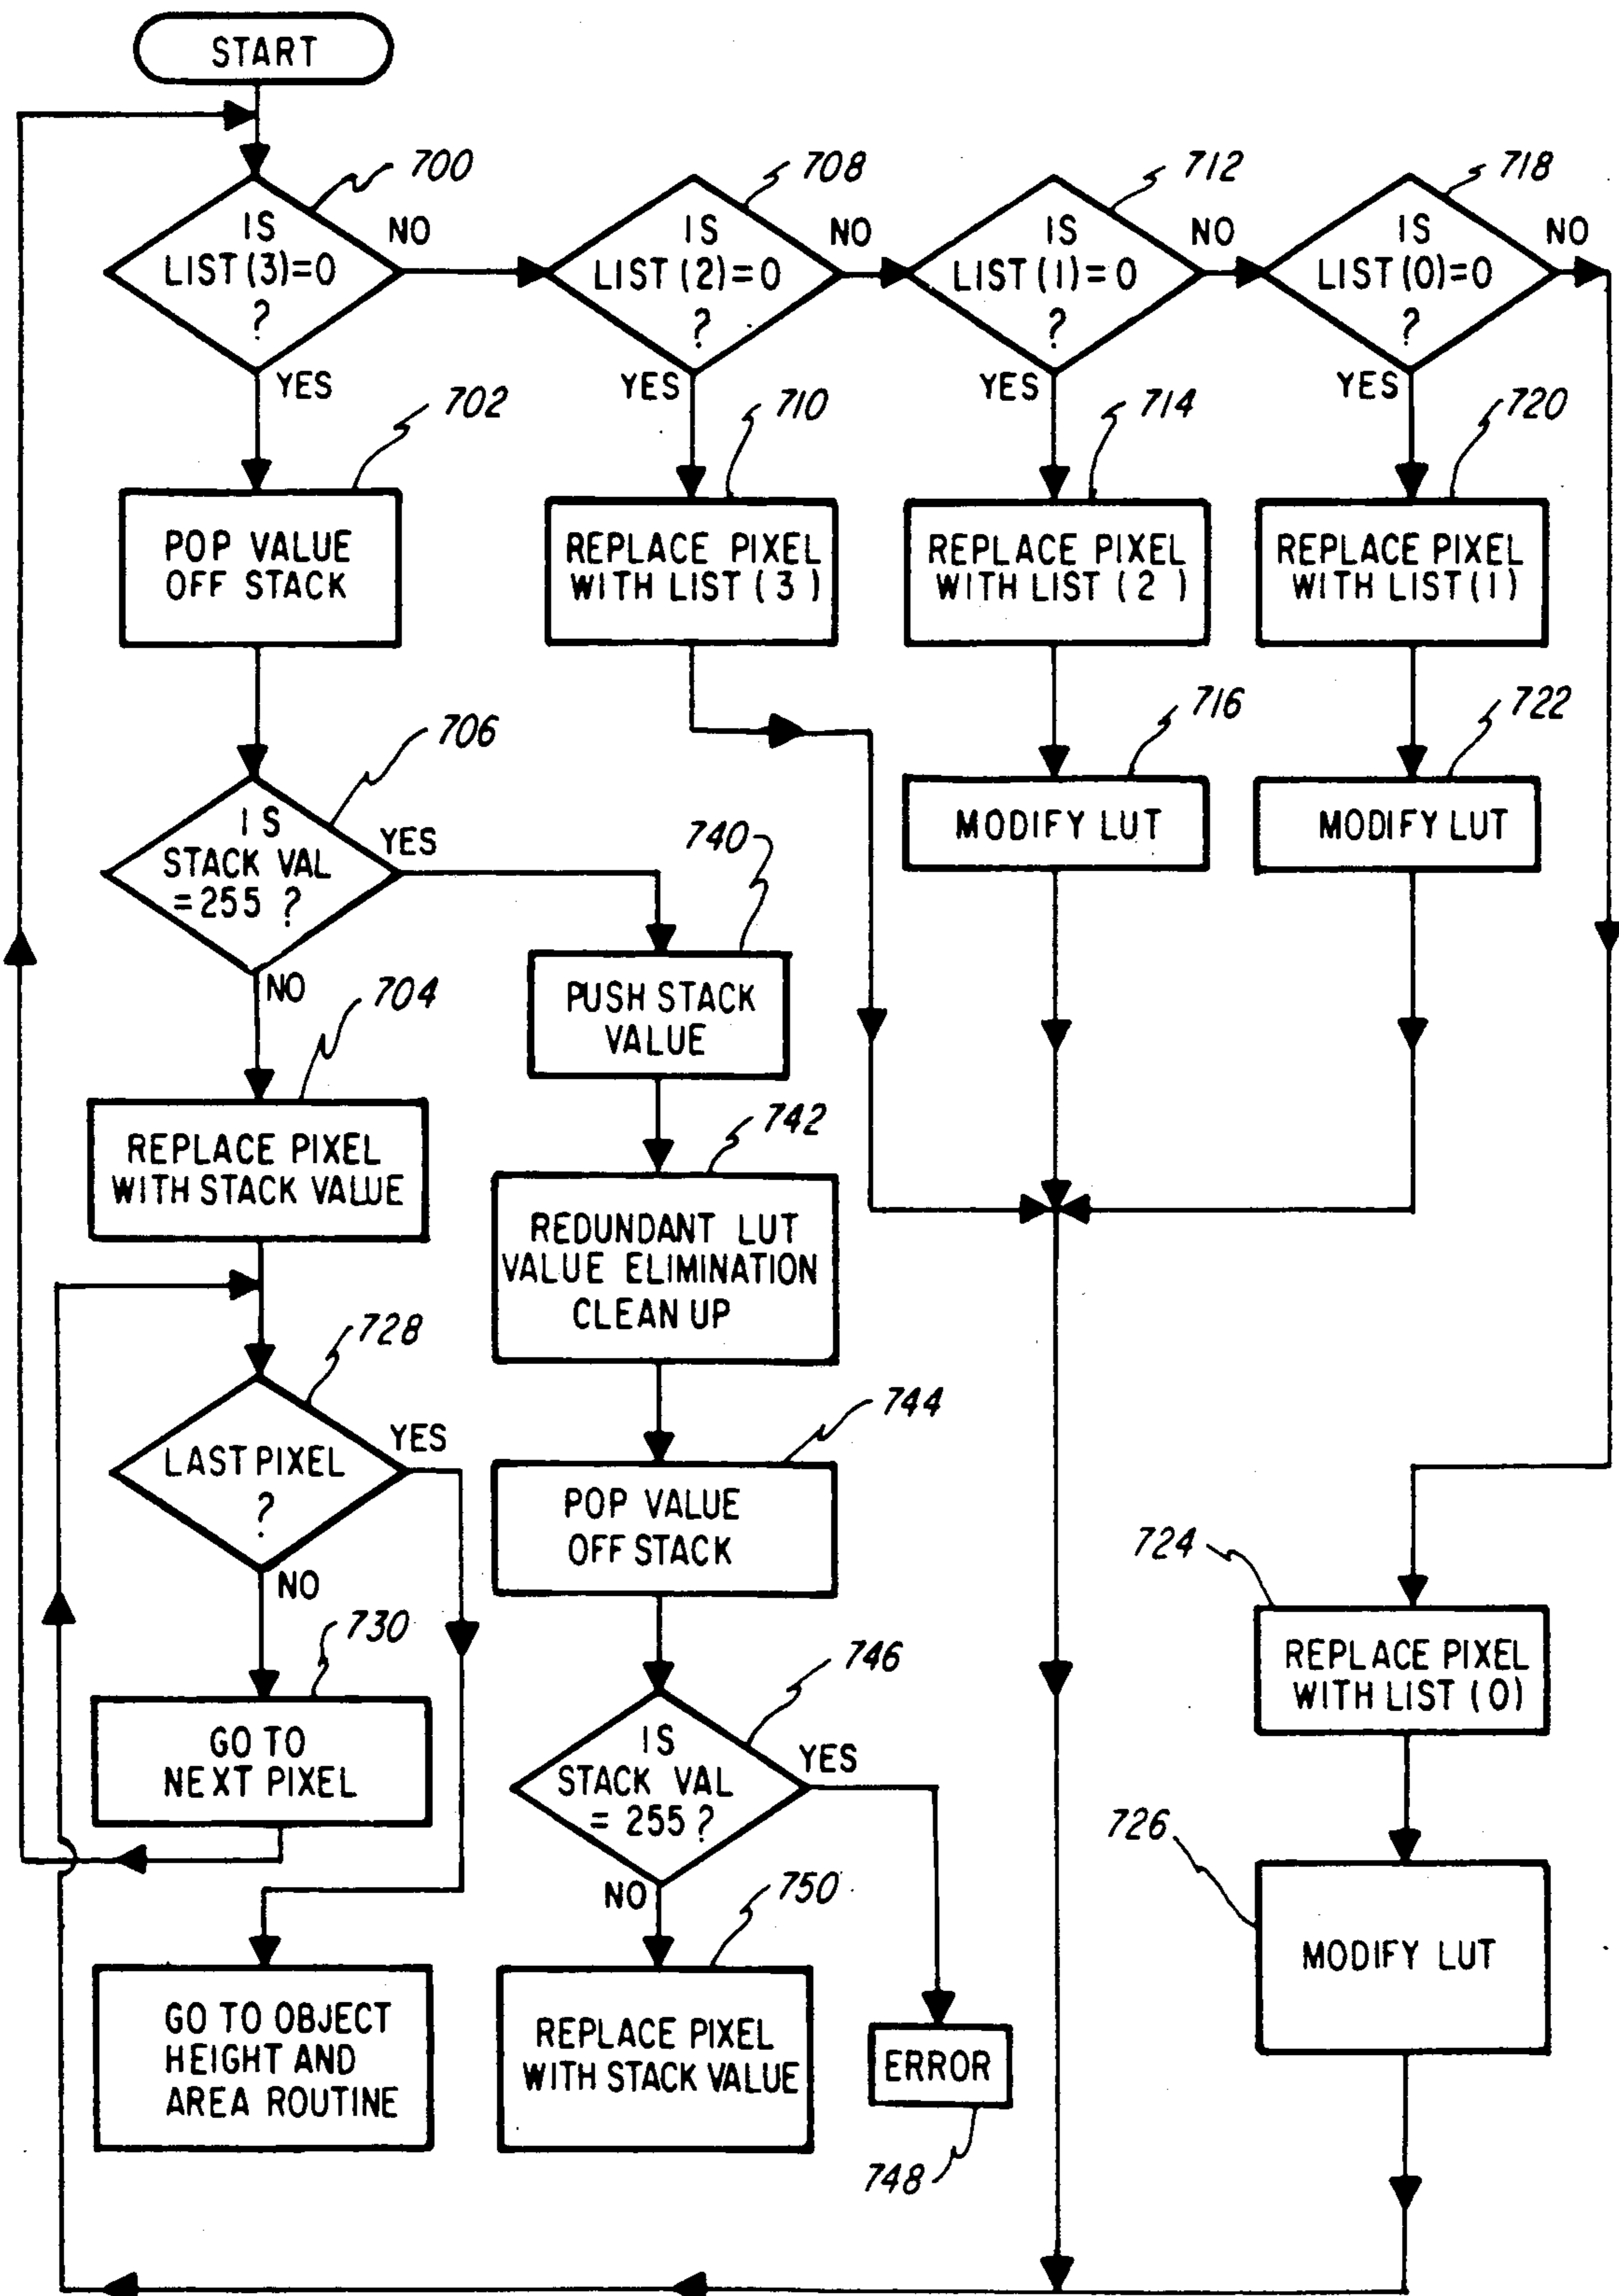 START
700
708
712
718
IS
LIST(3)=0
?
NO
IS
LIST(2)=0
?
NO
IS
LIST(1)=0
?
NO
IS
LIST(0)=0
?
NO
YES
YES
YES
YES
702
710
714
720
POP VALUE
OFF STACK
REPLACE PIXEL
WITH LIST(3)
REPLACE PIXEL
WITH LIST(2)
REPLACE PIXEL
WITH LIST(1)
706
716
722
IS
STACK VAL
=255 ?
YES
NO
740
MODIFY LUT
MODIFY LUT
704
PUSH STACK
VALUE
REPLACE PIXEL
WITH STACK VALUE
742
REDUNDANT LUT
VALUE ELIMINATION
CLEAN UP
728
LAST PIXEL
?
YES
NO
744
POP VALUE
OFF STACK
724
REPLACE PIXEL
WITH LIST(0)
730
GO TO
NEXT PIXEL
746
IS
STACK VAL
= 255?
YES
NO
726
MODIFY LUT
750
GO TO OBJECT
HEIGHT AND
AREA ROUTINE
REPLACE PIXEL
WITH STACK VALUE
ERROR
748